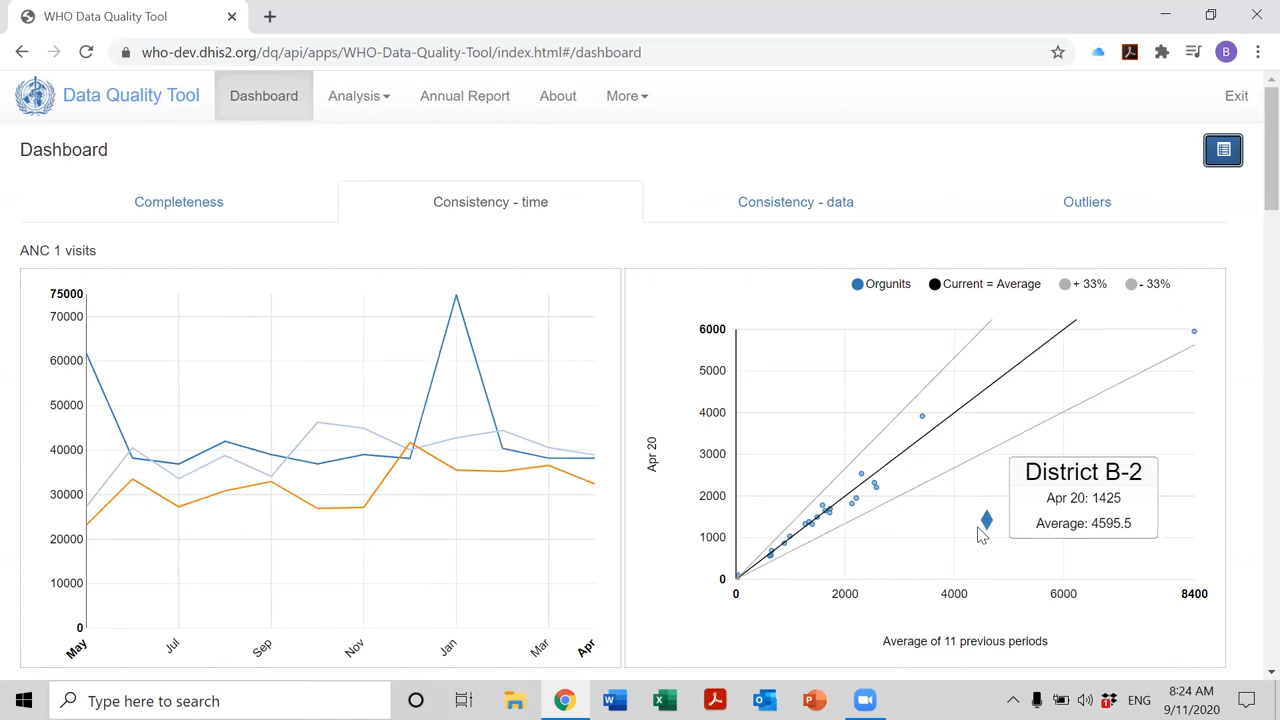 WHO Data Quality Tool
who-dev.dhis2.org/dq/api/apps/WHO-Data-Quality-Tool/index.html#/dashboard
B
Data Quality Tool Dashboard Analysis Annual Report About More Exit
Dashboard
Completeness Consistency - time Consistency - data Outliers
ANC 1 visits
75000
70000
60000
50000
40000
30000
20000
10000
0
May Jul Sep Nov Jan Mar Apr
Orgunits Current = Average + 33% - 33%
6000
5000
4000
3000
2000
1000
0
Apr 20
District B-2
Apr 20: 1425
Average: 4595.5
0 2000 4000 6000 8400
Average of 11 previous periods
Type here to search
ENG
8:24 AM
9/11/2020